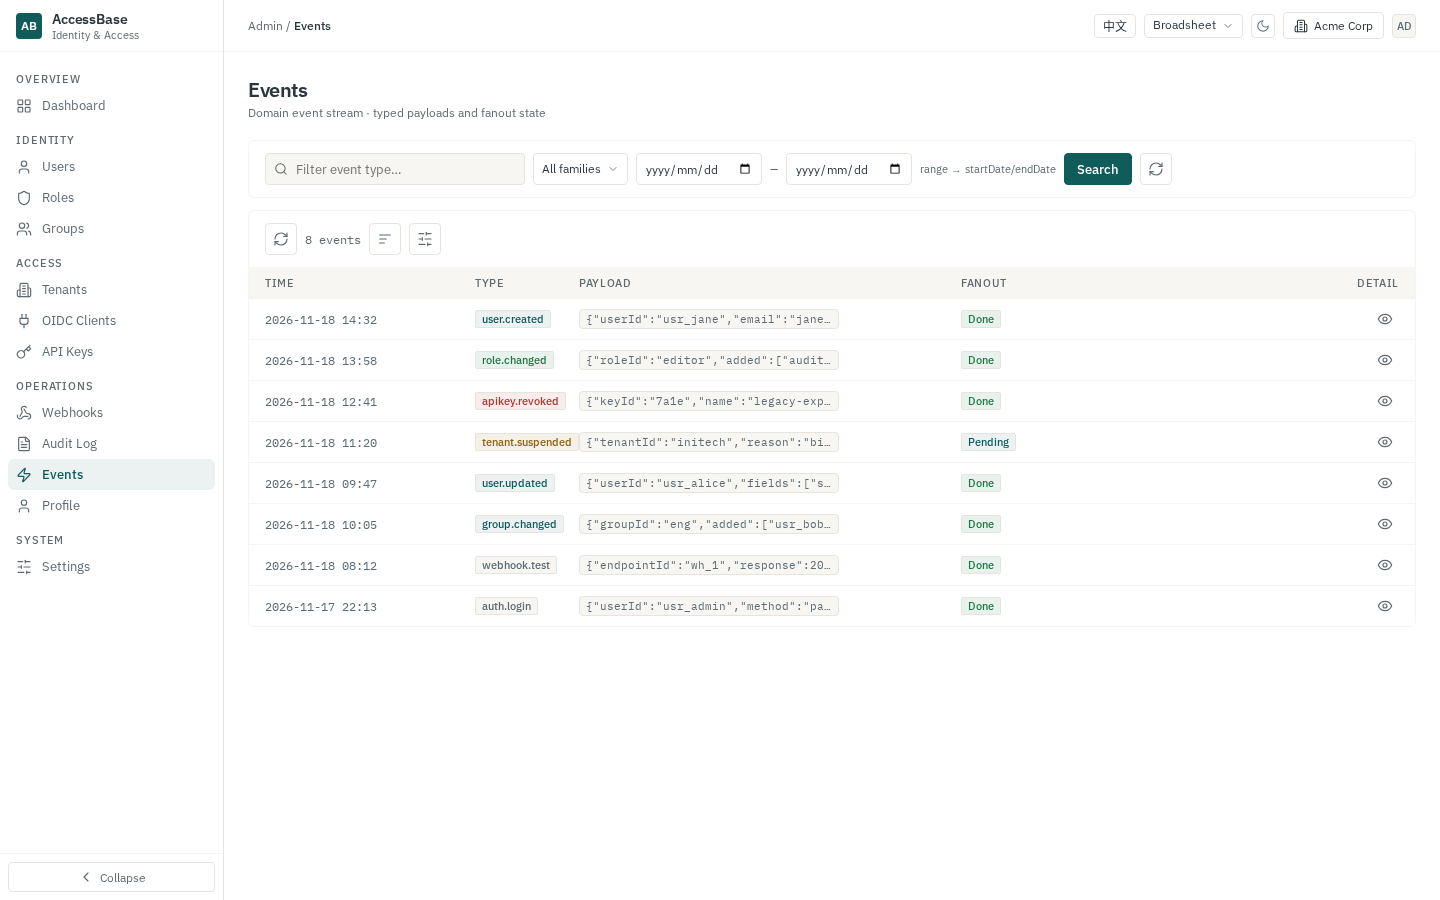 AB
AccessBase
Identity & Access
OVERVIEW
Dashboard
IDENTITY
Users
Roles
Groups
ACCESS
Tenants
OIDC Clients
API Keys
OPERATIONS
Webhooks
Audit Log
Events
Profile
SYSTEM
Settings
Collapse
Admin / Events
中文
Broadsheet
Acme Corp
AD
Events
Domain event stream · typed payloads and fanout state
Filter event type...
All families
yyyy/mm/dd
–
yyyy/mm/dd
range → startDate/endDate
Search
8 events
TIME TYPE PAYLOAD FANOUT DETAIL
2026-11-18 14:32 user.created {"userId":"usr_jane","email":"jane… Done
2026-11-18 13:58 role.changed {"roleId":"editor","added":["audit… Done
2026-11-18 12:41 apikey.revoked {"keyId":"7a1e","name":"legacy-exp… Done
2026-11-18 11:20 tenant.suspended {"tenantId":"initech","reason":"bi… Pending
2026-11-18 09:47 user.updated {"userId":"usr_alice","fields":["s… Done
2026-11-18 10:05 group.changed {"groupId":"eng","added":["usr_bob… Done
2026-11-18 08:12 webhook.test {"endpointId":"wh_1","response":20… Done
2026-11-17 22:13 auth.login {"userId":"usr_admin","method":"pa… Done